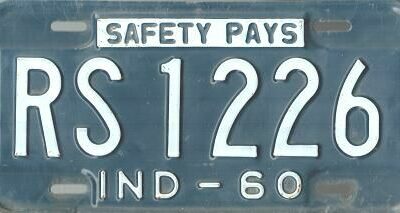 SAFETY PAYS
RS 1226
IND - 60